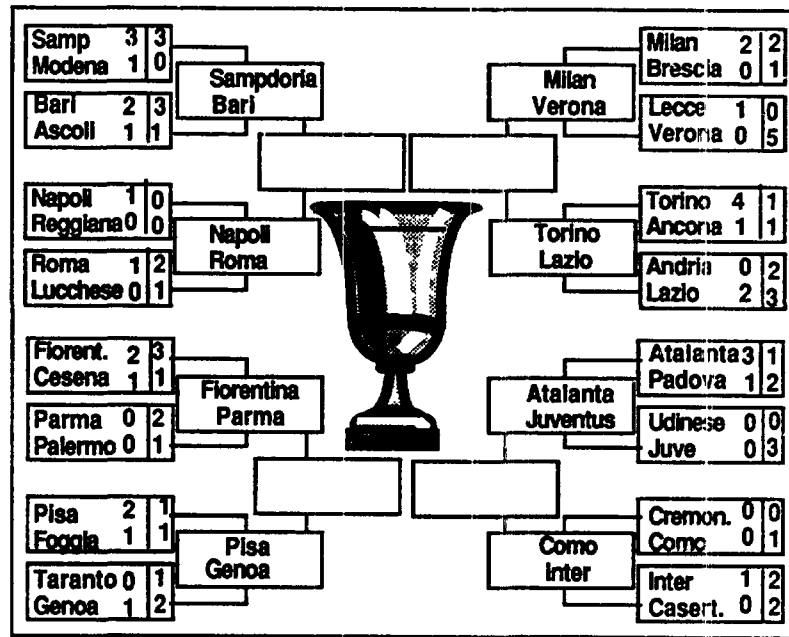 Samp 3 3
Modena 1 0
Bari 2 3
Ascoli 1 1
Sampdoria
Bari
Napoli 1 0
Reggiana 0 0
Roma 1 2
Lucchese 0 1
Napoli
Roma
Fiorent. 2 3
Cesena 1 1
Parma 0 2
Palermo 0 1
Fiorentina
Parma
Pisa 2 1
Foggia 1 1
Taranto 0 1
Genoa 1 2
Pisa
Genoa
Milan 2 2
Brescia 0 1
Lecce 1 0
Verona 0 5
Milan
Verona
Torino 4 1
Ancona 1 1
Andria 0 2
Lazio 2 3
Torino
Lazio
Atalanta 3 1
Padova 1 2
Udinese 0 0
Juve 0 3
Atalanta
Juventus
Cremon. 0 0
Como 0 1
Inter 1 2
Casert. 0 2
Como
Inter